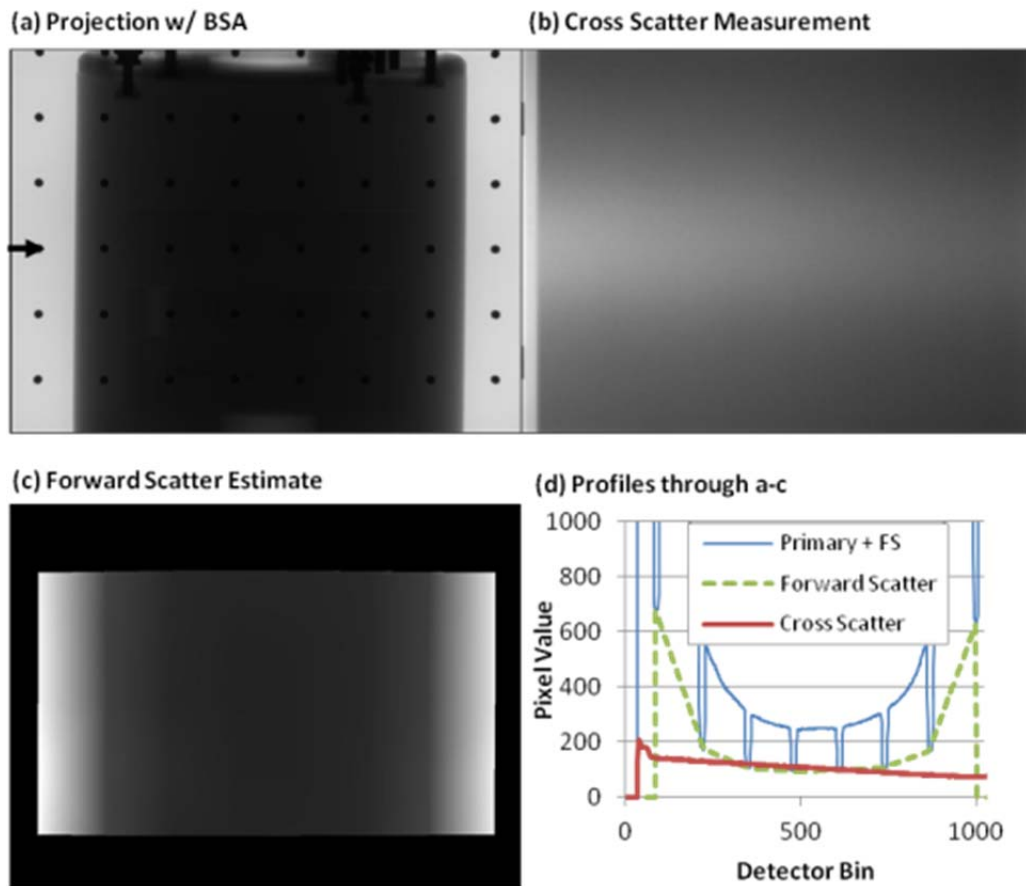 (a) Projection w/ BSA
(b) Cross Scatter Measurement
(c) Forward Scatter Estimate
(d) Profiles through a-c
1000
800
600
400
200
0
Pixel Value
Primary + FS
Forward Scatter
Cross Scatter
0
500
1000
Detector Bin